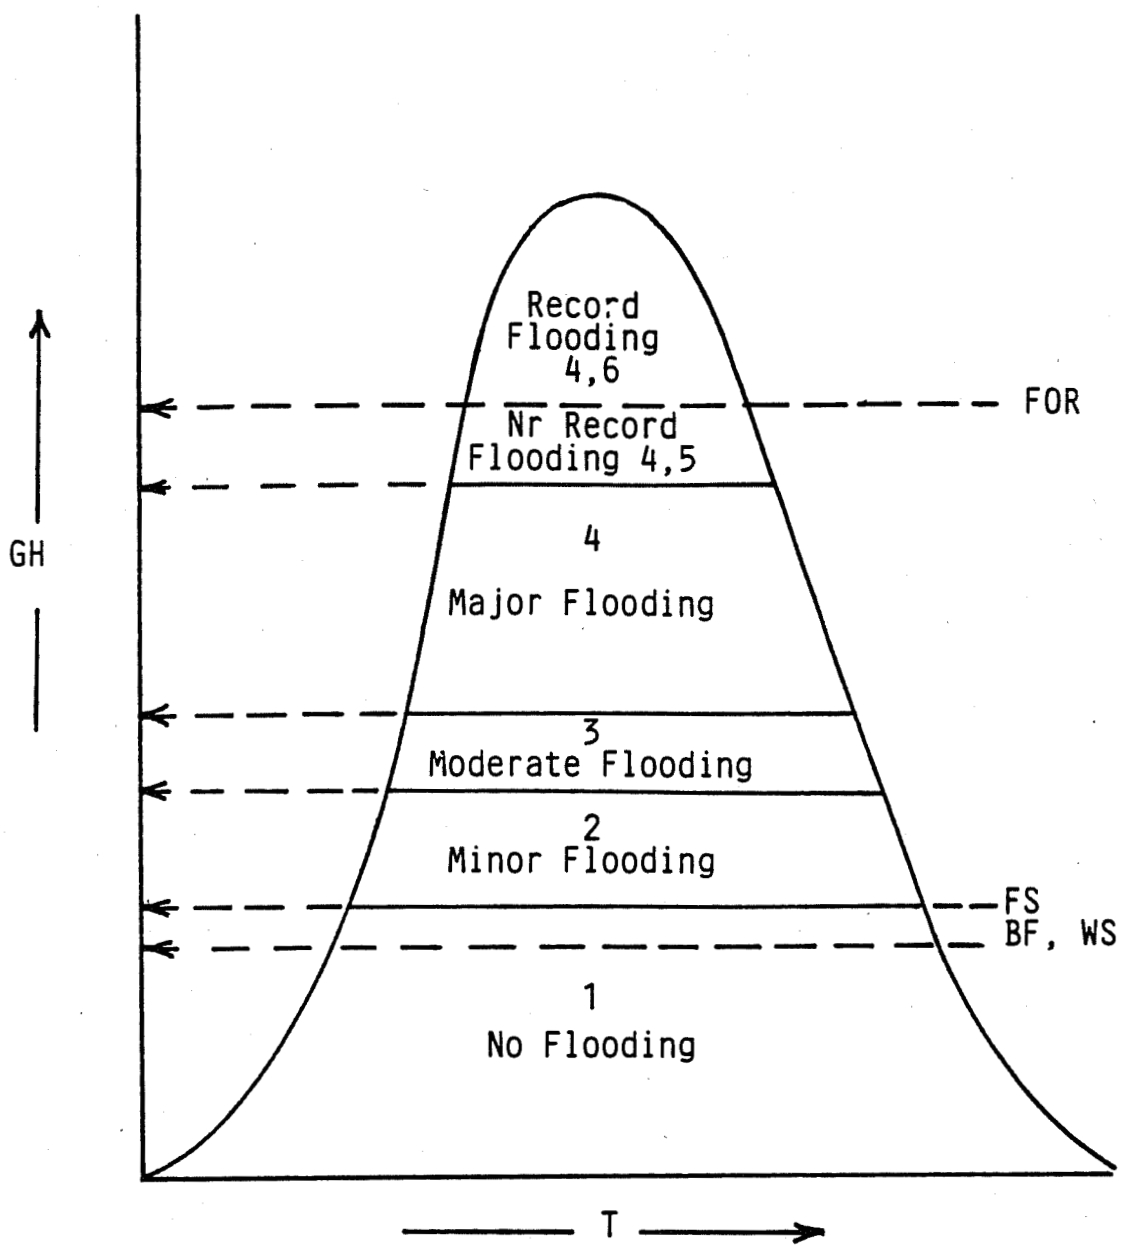 Record
Flooding
4,6
FOR
Nr Record
Flooding 4,5
4
GH
Major Flooding
3
Moderate Flooding
2
Minor Flooding
FS
BF, WS
1
No Flooding
T